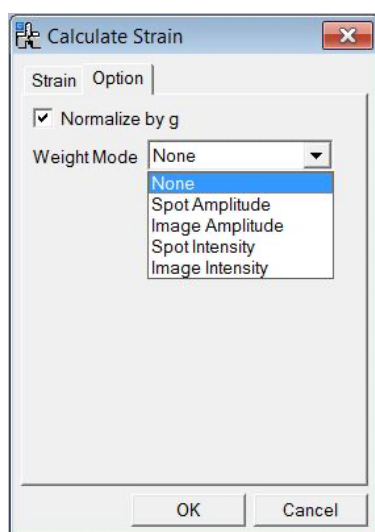 Calculate Strain
Strain Option
Normalize by g
Weight Mode None
None
Spot Amplitude
Image Amplitude
Spot Intensity
Image Intensity
OK Cancel